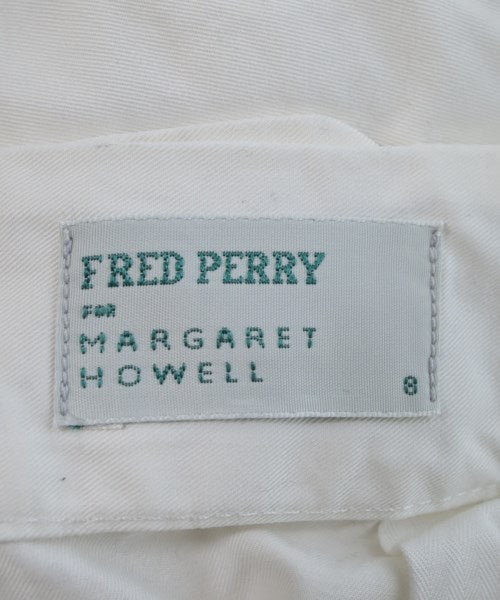 FRED PERRY
FOR
MARGARET
HOWELL 8